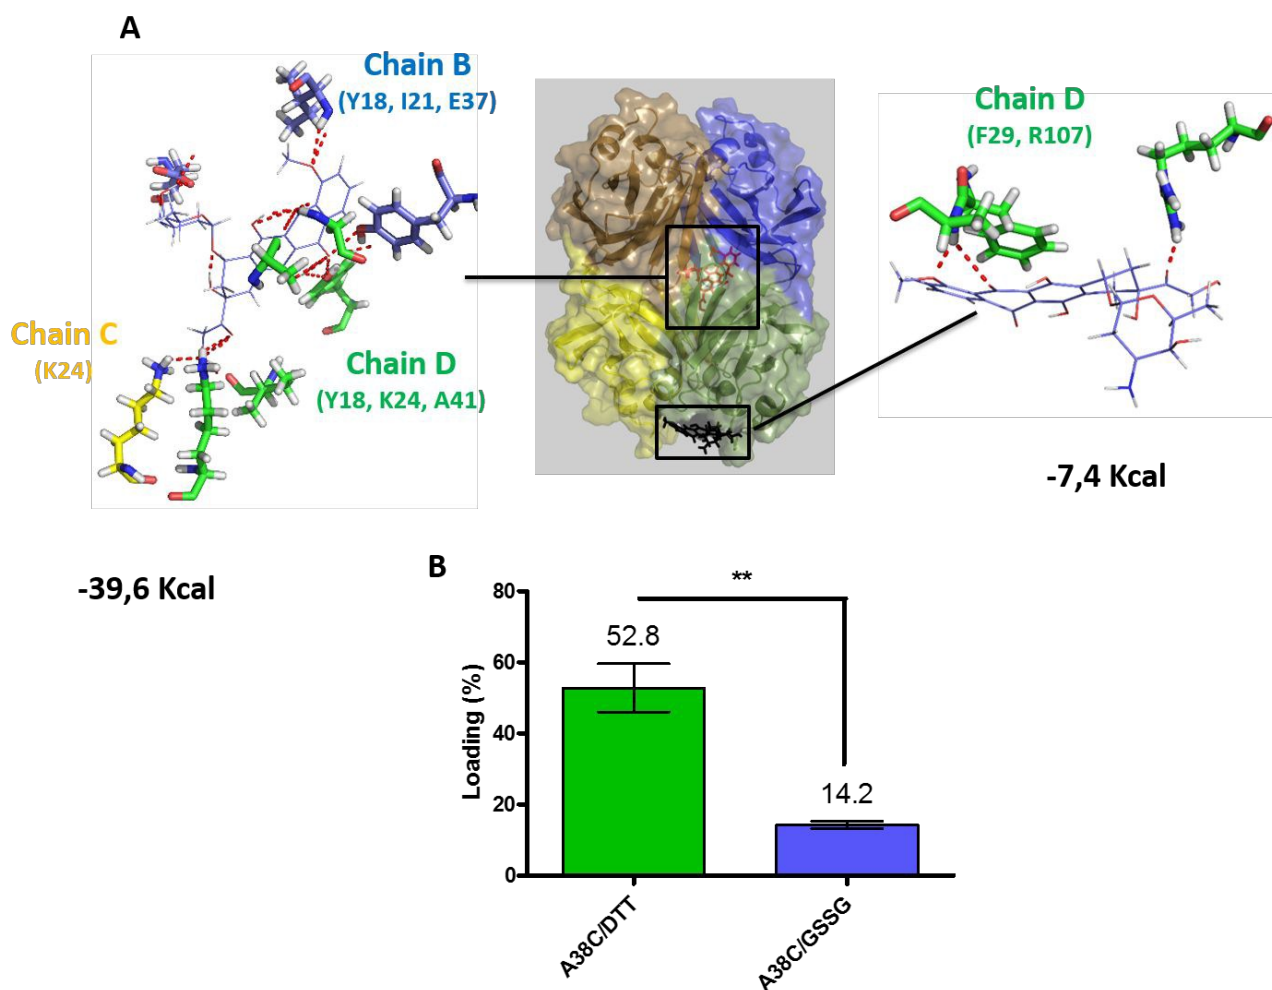 A
Chain B
(Y18, I21, E37)
Chain C
(K24)
Chain D
(Y18, K24, A41)
-39,6 Kcal
Chain D
(F29, R107)
-7,4 Kcal
B
**
Loading (%)
80
60
40
20
0
52.8
14.2
A38C/DTT
A38C/GSSG